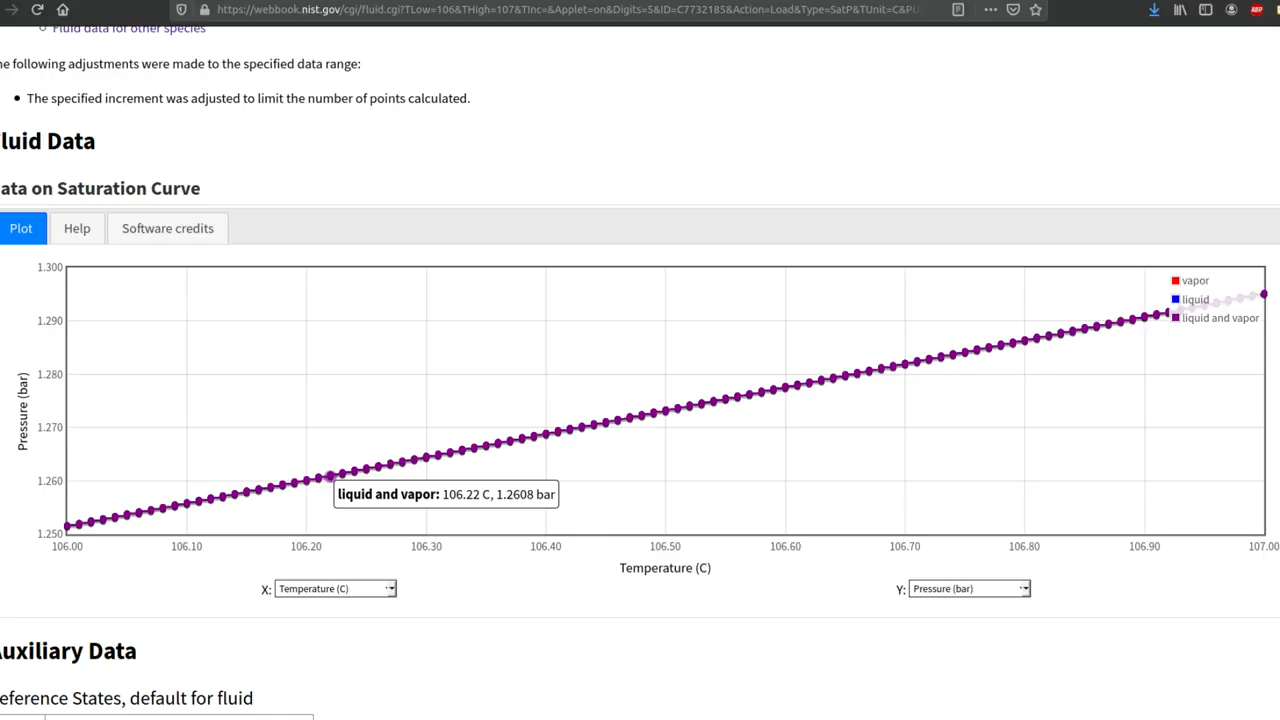 https://webbook.nist.gov/cgi/fluid.cgi?TLow=106&THigh=107&TInc=&Applet=on&Digits=5&ID=C7732185&Action=Load&Type=SatP&TUnit=C&PU
ABP
Fluid data for other species
he following adjustments were made to the specified data range:
The specified increment was adjusted to limit the number of points calculated.
luid Data
ata on Saturation Curve
Plot Help Software credits
1.300
1.290
1.280
1.270
1.260
1.250
Pressure (bar)
vapor
liquid
liquid and vapor
liquid and vapor: 106.22 C, 1.2608 bar
106.00 106.10 106.20 106.30 106.40 106.50 106.60 106.70 106.80 106.90 107.00
Temperature (C)
X: Temperature (C) Y: Pressure (bar)
Auxiliary Data
eference States, default for fluid